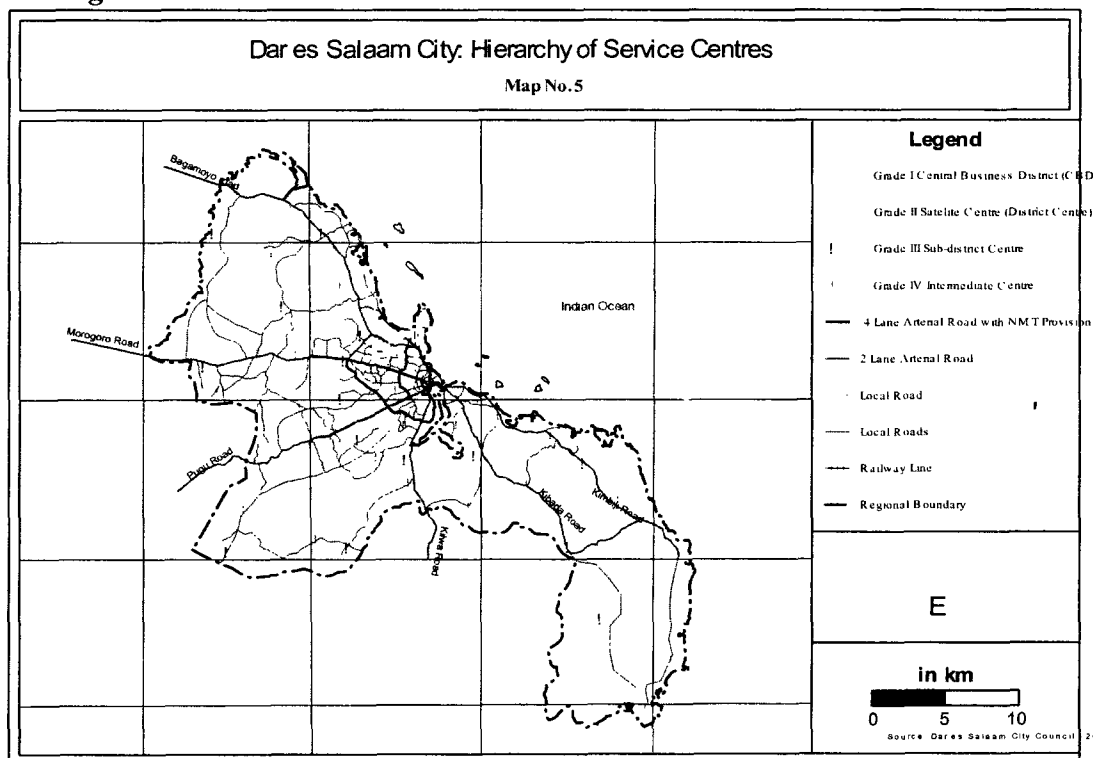 Dar es Salaam City: Hierarchy of Service Centres
Map No.5
Bagamoyo Road
Morogoro Road
Pugu Road
Kilwa Road
Kibada Road
Kimbiji Road
Indian Ocean
Legend
Grade I Central Business District (CBD
Grade II Satelite Centre (District Centre)
Grade III Sub-district Centre
Grade IV Intermediate Centre
4 Lane Arterial Road with NMT Provision
2 Lane Arterial Road
Local Road
Local Roads
Railway Line
Regional Boundary
E
in km
0 5 10
Source Dar es Salaam City Council 2